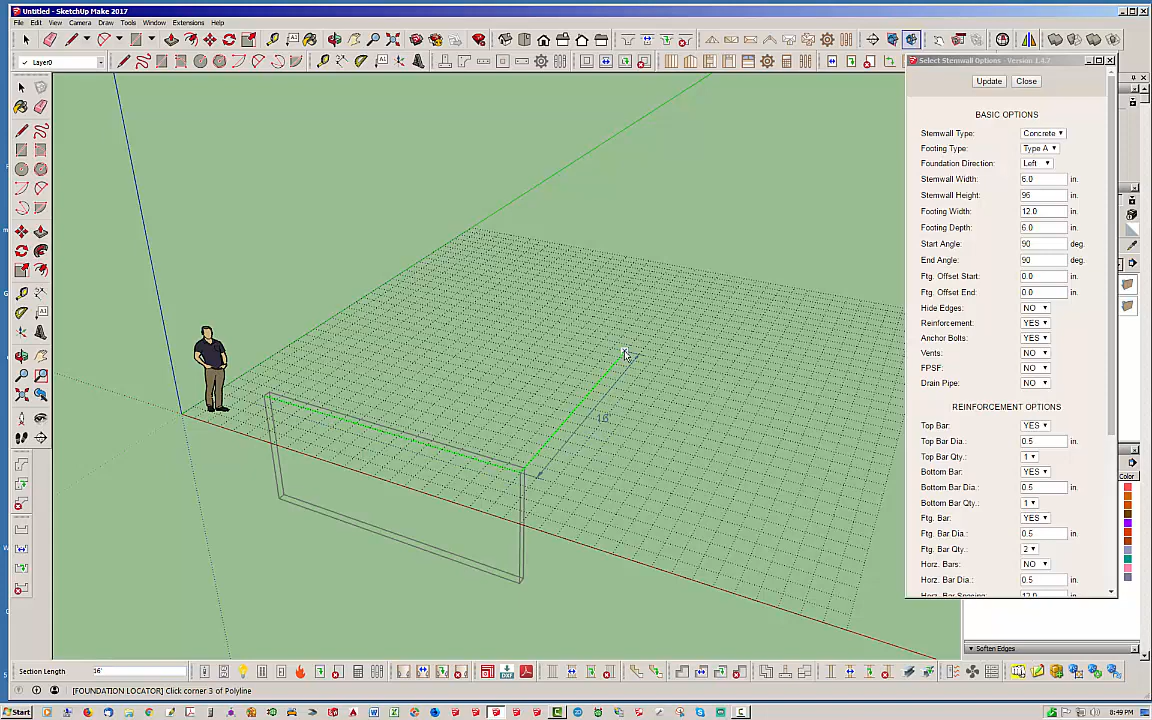 Untitled - SketchUp Make 2017
File Edit View Camera Draw Tools Window Extensions Help
Layer0
Select Stemwall Options - Version 1.4.7
Update Close
BASIC OPTIONS
Stemwall Type: Concrete
Footing Type: Type A
Foundation Direction: Left
Stemwall Width: 6.0 in.
Stemwall Height: 96 in.
Footing Width: 12.0 in.
Footing Depth: 6.0 in.
Start Angle: 90 deg.
End Angle: 90 deg.
Ftg. Offset Start: 0.0 in.
Ftg. Offset End: 0.0 in.
Hide Edges: NO
Reinforcement: YES
Anchor Bolts: YES
Vents: NO
FPSF: NO
Drain Pipe: NO
REINFORCEMENT OPTIONS
Top Bar: YES
Top Bar Dia.: 0.5 in.
Top Bar Qty.: 1
Bottom Bar: YES
Bottom Bar Dia.: 0.5 in.
Bottom Bar Qty.: 1
Ftg. Bar: YES
Ftg. Bar Dia.: 0.5 in.
Ftg. Bar Qty.: 2
Horz. Bars: NO
Horz. Bar Dia.: 0.5 in.
Horz. Bar Spacing: 12.0 in.
16'
Color
Soften Edges
Section Length 16'
[FOUNDATION LOCATOR] Click corner 3 of Polyline
Start
8:49 PM